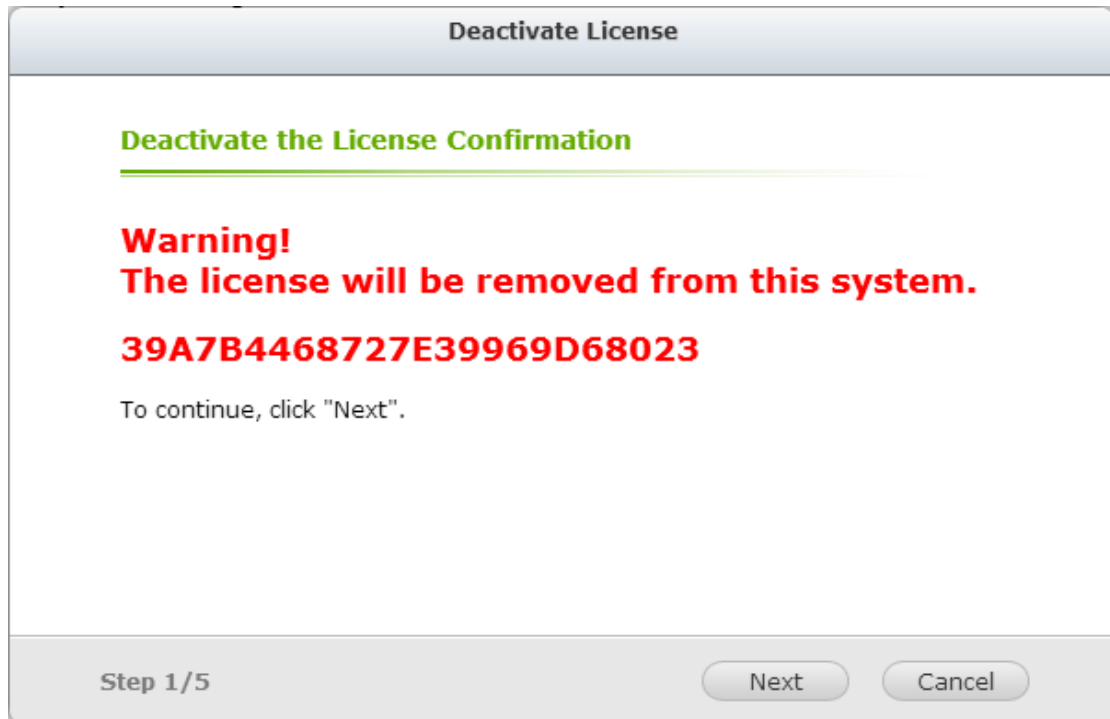 Deactivate License
Deactivate the License Confirmation
Warning!
The license will be removed from this system.
39A7B4468727E39969D68023
To continue, click "Next".
Step 1/5
Next
Cancel